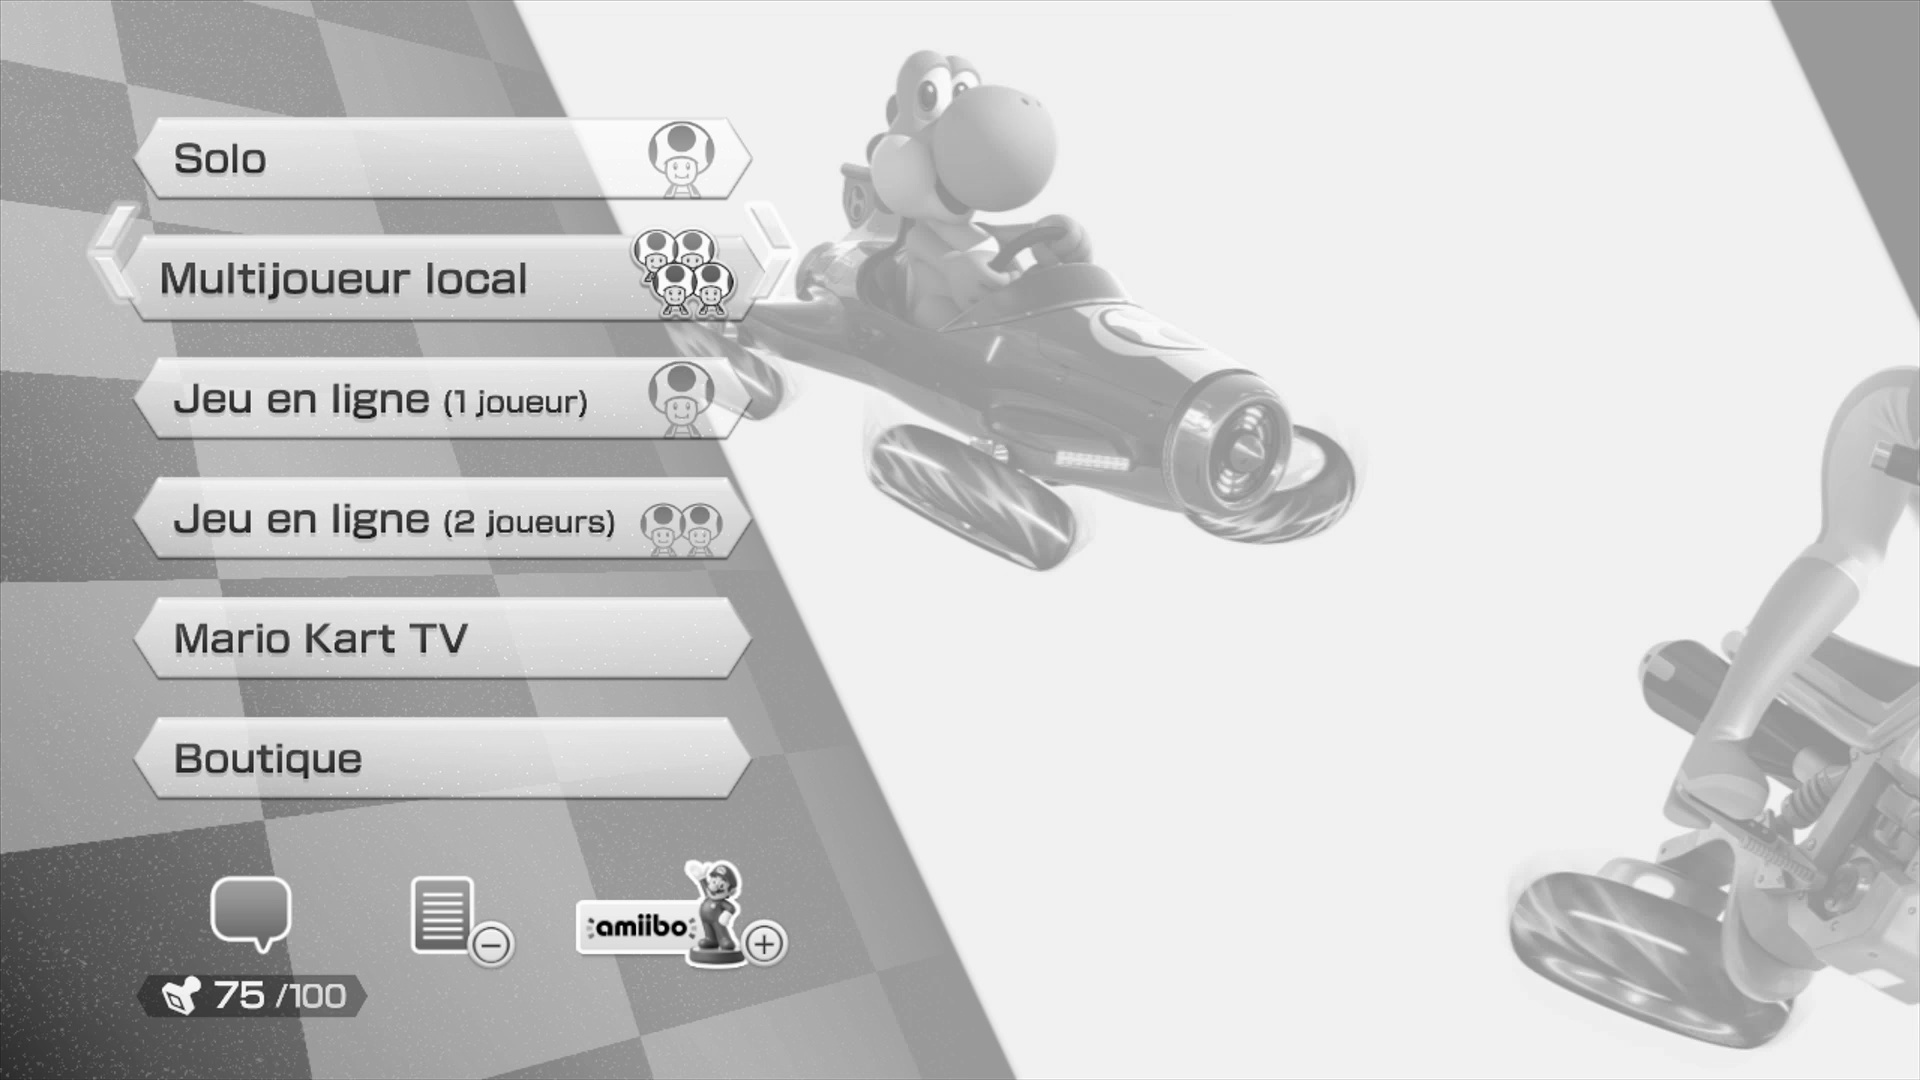 Solo
Multijoueur local
Jeu en ligne (1 joueur)
Jeu en ligne (2 joueurs)
Mario Kart TV
Boutique
amiibo
75 /100